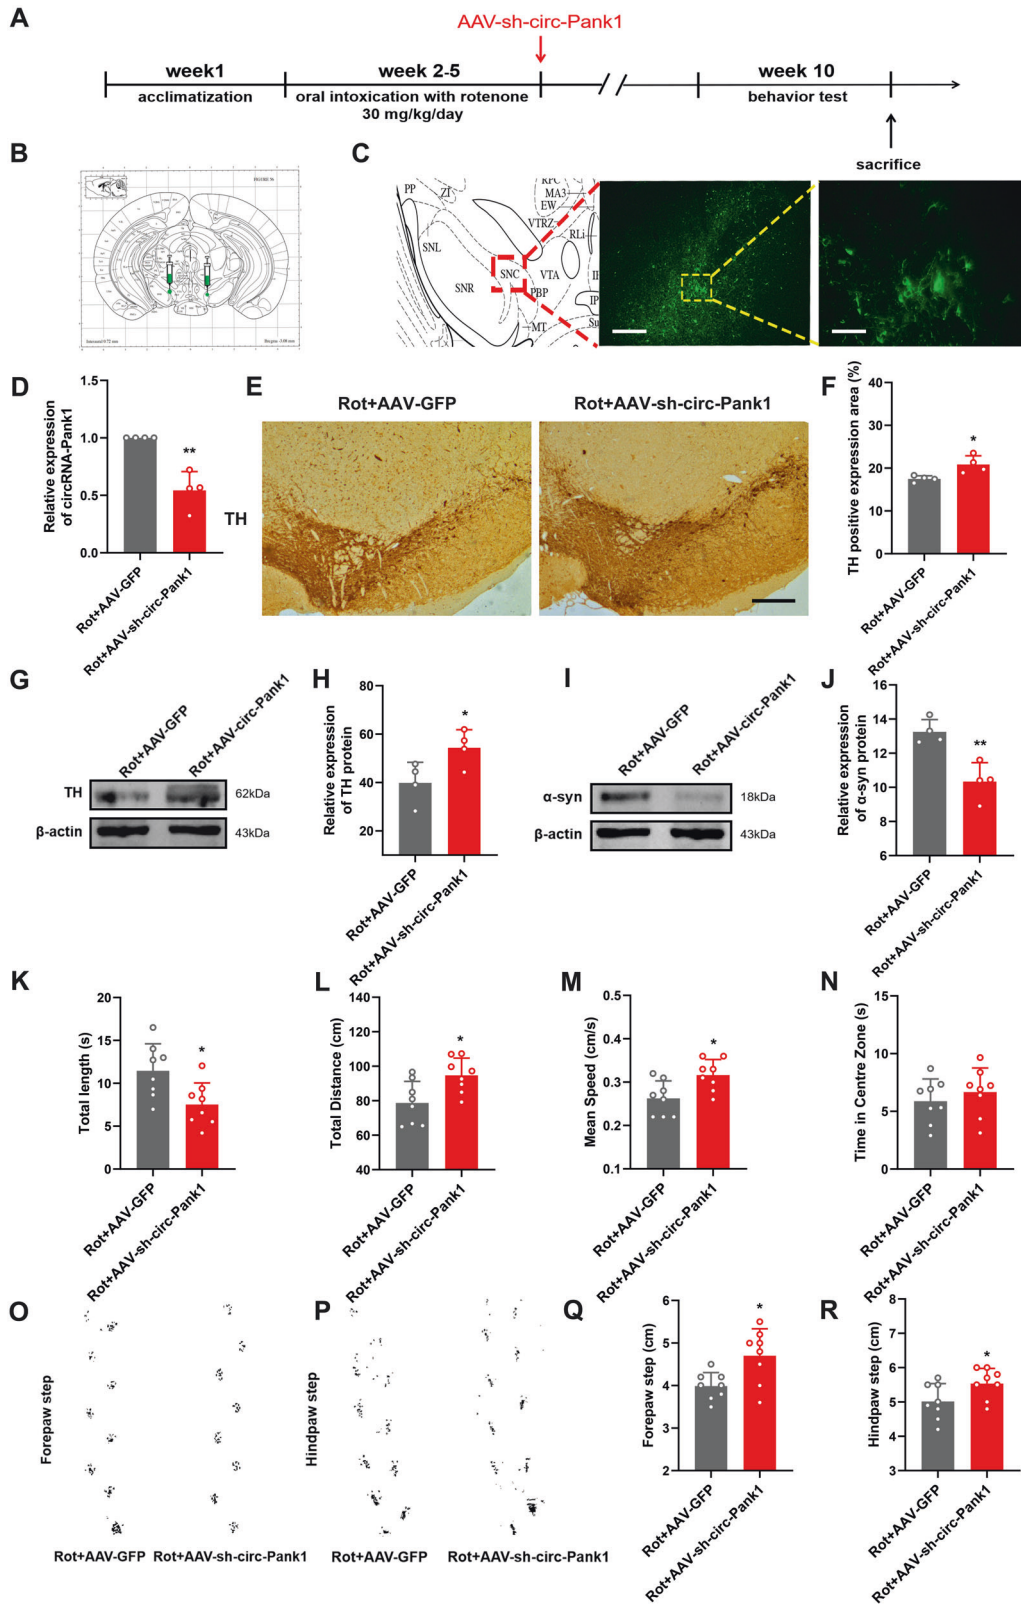 A
AAV-sh-circ-Pank1
week1
week 2-5
week 10
acclimatization
oral intoxication with rotenone
30 mg/kg/day
behavior test
sacrifice
B
FIGURE 56
C
PP
ZI
RPC
MA3
EW
VTRZ
RLi
SNL
SNC
VTA
SNR
PBP
IP
MT
Su
D
Relative expression
of circRNA-Pank1
1.5
1.0
0.5
0.0
**
Rot+AAV-GFP
Rot+AAV-sh-circ-Pank1
E
Rot+AAV-GFP
Rot+AAV-sh-circ-Pank1
TH
F
TH positive expression area (%)
40
30
20
10
0
*
Rot+AAV-GFP
Rot+AAV-sh-circ-Pank1
G
Rot+AAV-GFP
Rot+AAV-circ-Pank1
TH
62kDa
β-actin
43kDa
H
Relative expression
of TH protein
80
60
40
20
*
Rot+AAV-GFP
Rot+AAV-sh-circ-Pank1
I
Rot+AAV-GFP
Rot+AAV-circ-Pank1
α-syn
18kDa
β-actin
43kDa
J
Relative expression
of α-syn protein
16
14
12
10
8
6
**
Rot+AAV-GFP
Rot+AAV-sh-circ-Pank1
K
Total length (s)
20
15
10
5
0
*
Rot+AAV-GFP
Rot+AAV-sh-circ-Pank1
L
Total Distance (cm)
140
120
100
80
60
40
*
Rot+AAV-GFP
Rot+AAV-sh-circ-Pank1
M
Mean Speed (cm/s)
0.5
0.4
0.3
0.2
0.1
*
Rot+AAV-GFP
Rot+AAV-sh-circ-Pank1
N
Time in Centre Zone (s)
15
10
5
0
Rot+AAV-GFP
Rot+AAV-sh-circ-Pank1
O
Forepaw step
Rot+AAV-GFP
Rot+AAV-sh-circ-Pank1
P
Hindpaw step
Rot+AAV-GFP
Rot+AAV-sh-circ-Pank1
Q
Forepaw step (cm)
6
5
4
3
2
*
Rot+AAV-GFP
Rot+AAV-sh-circ-Pank1
R
Hindpaw step (cm)
8
7
6
5
4
3
*
Rot+AAV-GFP
Rot+AAV-sh-circ-Pank1